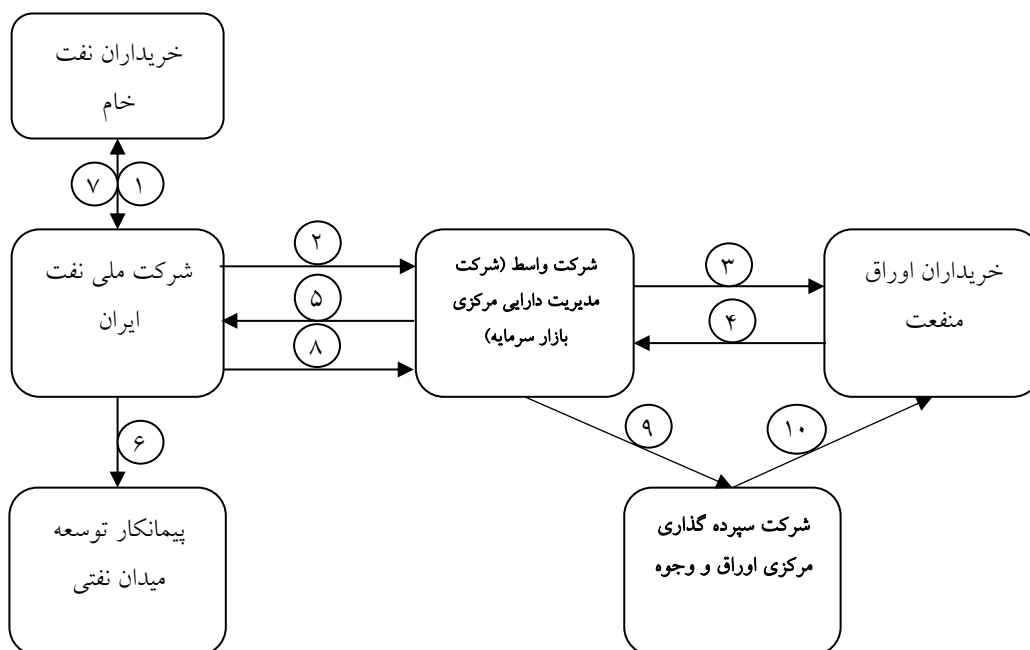 خریداران نفت
خام
۷
۱
شرکت ملی نفت
ایران
۲
۵
۸
شرکت واسط (شرکت
مدیریت دارایی مرکزی
بازار سرمایه)
۳
۴
خریداران اوراق
منفعت
۶
۹
۱۰
پیمانکار توسعه
میدان نفتی
شرکت سپرده گذاری
مرکزی اوراق و وجوه